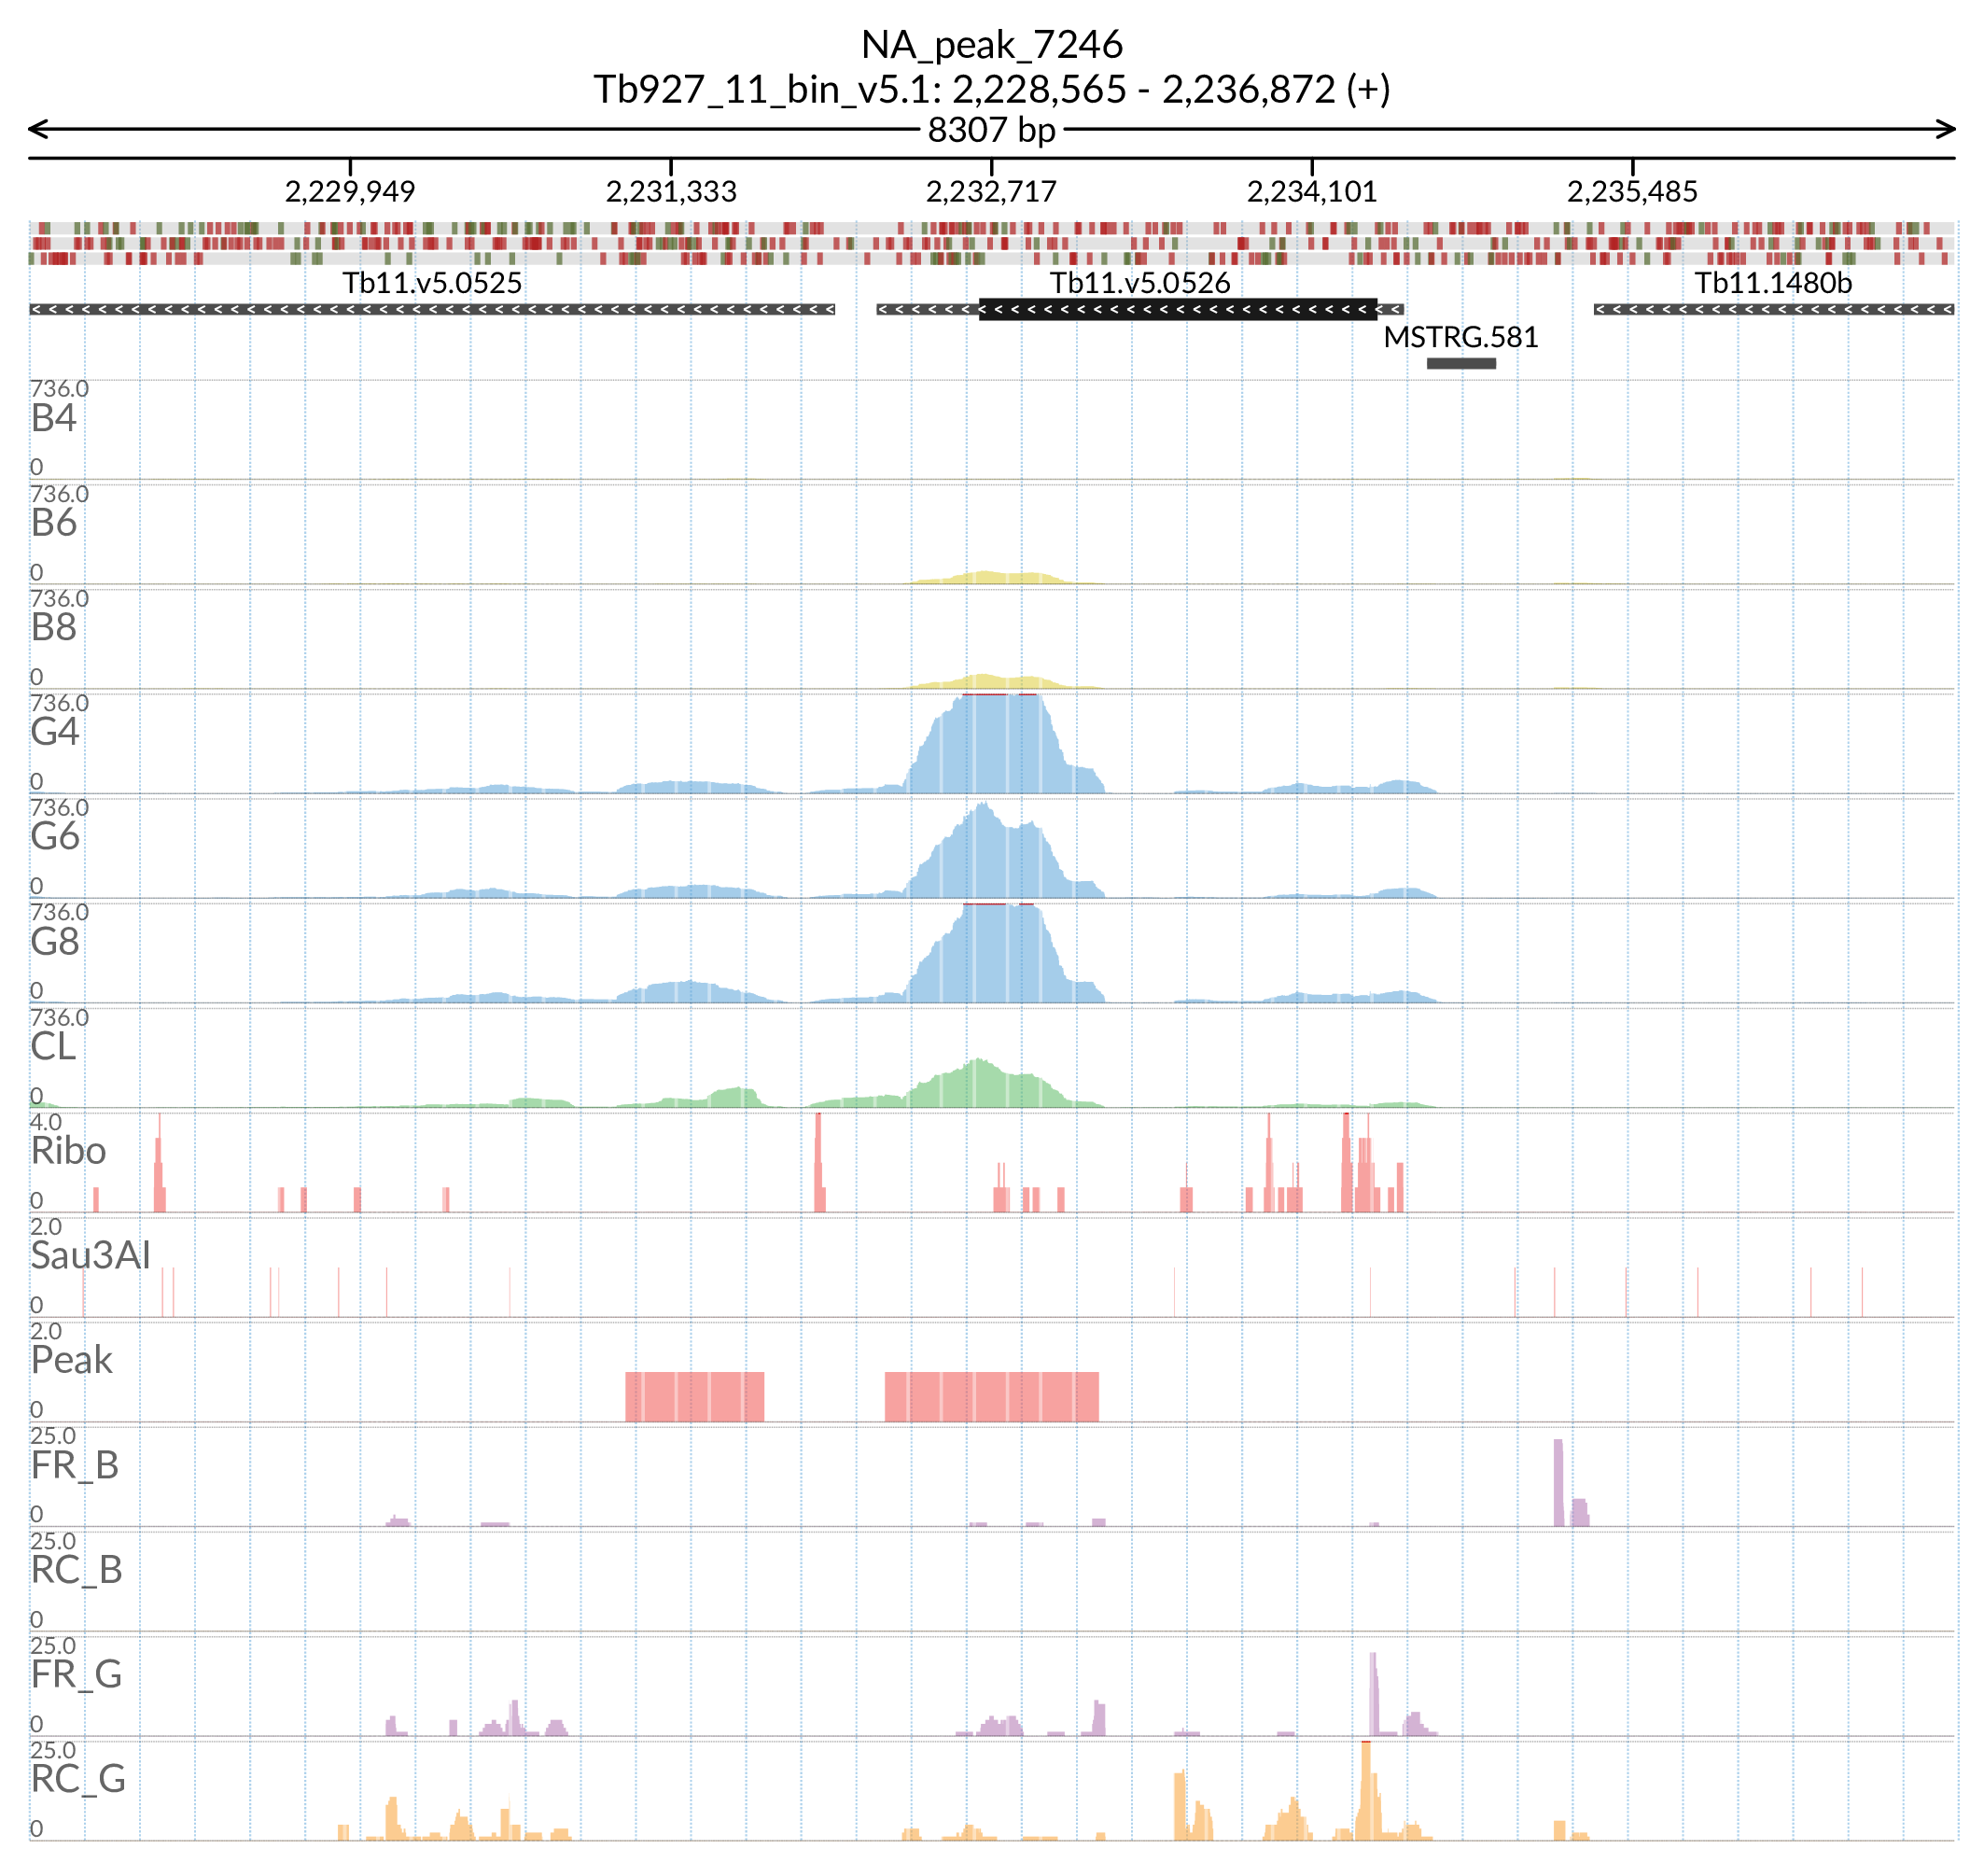 NA_peak_7246
Tb927_11_bin_v5.1: 2,228,565 - 2,236,872 (+)
8307 bp
2,229,949 2,231,333 2,232,717 2,234,101 2,235,485
Tb11.v5.0525 Tb11.v5.0526 Tb11.1480b
MSTRG.581
736.0
B4
0
736.0
B6
0
736.0
B8
0
736.0
G4
0
736.0
G6
0
736.0
G8
0
736.0
CL
0
4.0
Ribo
0
2.0
Sau3AI
0
2.0
Peak
0
25.0
FR_B
0
25.0
RC_B
0
25.0
FR_G
0
25.0
RC_G
0